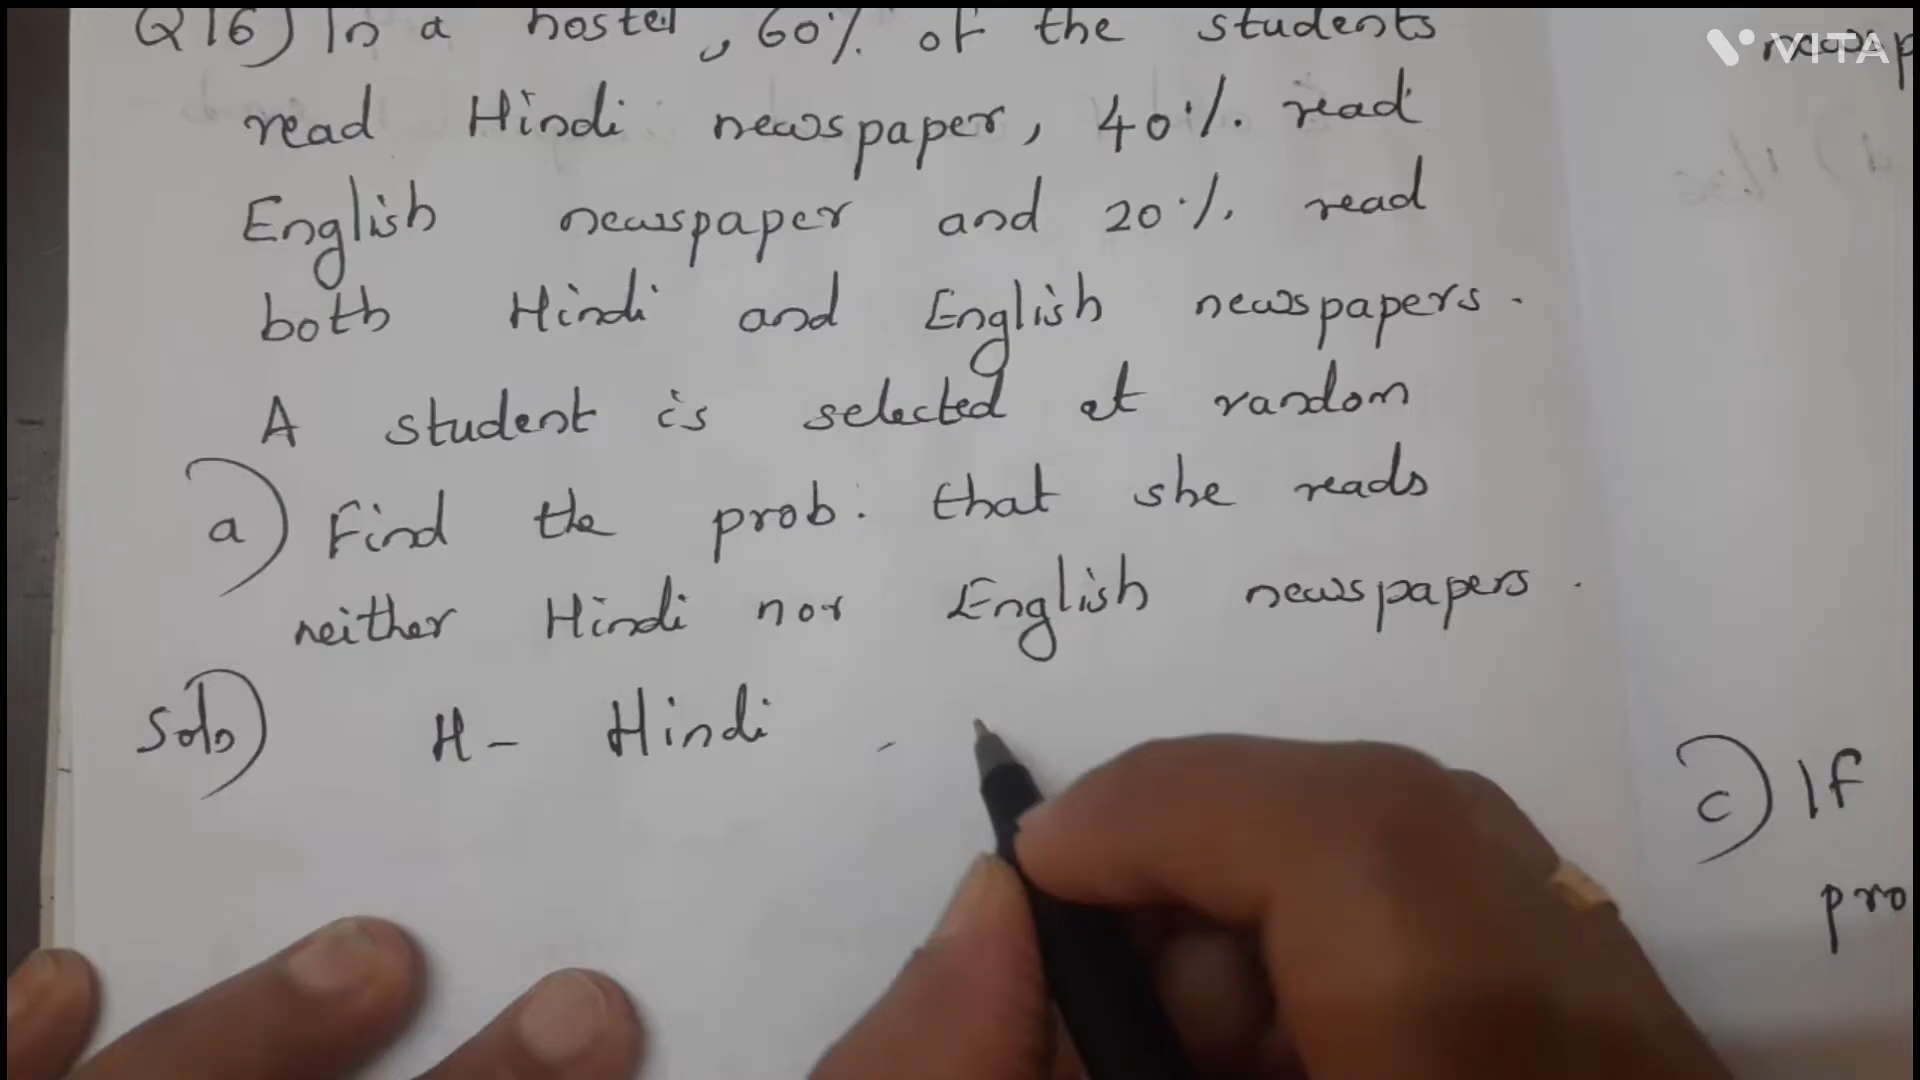 Q16) In a hostel, 60% of the students
read Hindi newspaper, 40% read
English newspaper and 20% read
both Hindi and English newspapers.
A student is selected at random
a) Find the prob. that she reads
neither Hindi nor English newspapers.
Soln) H- Hindi -
newsp
VITA
c) If
pro